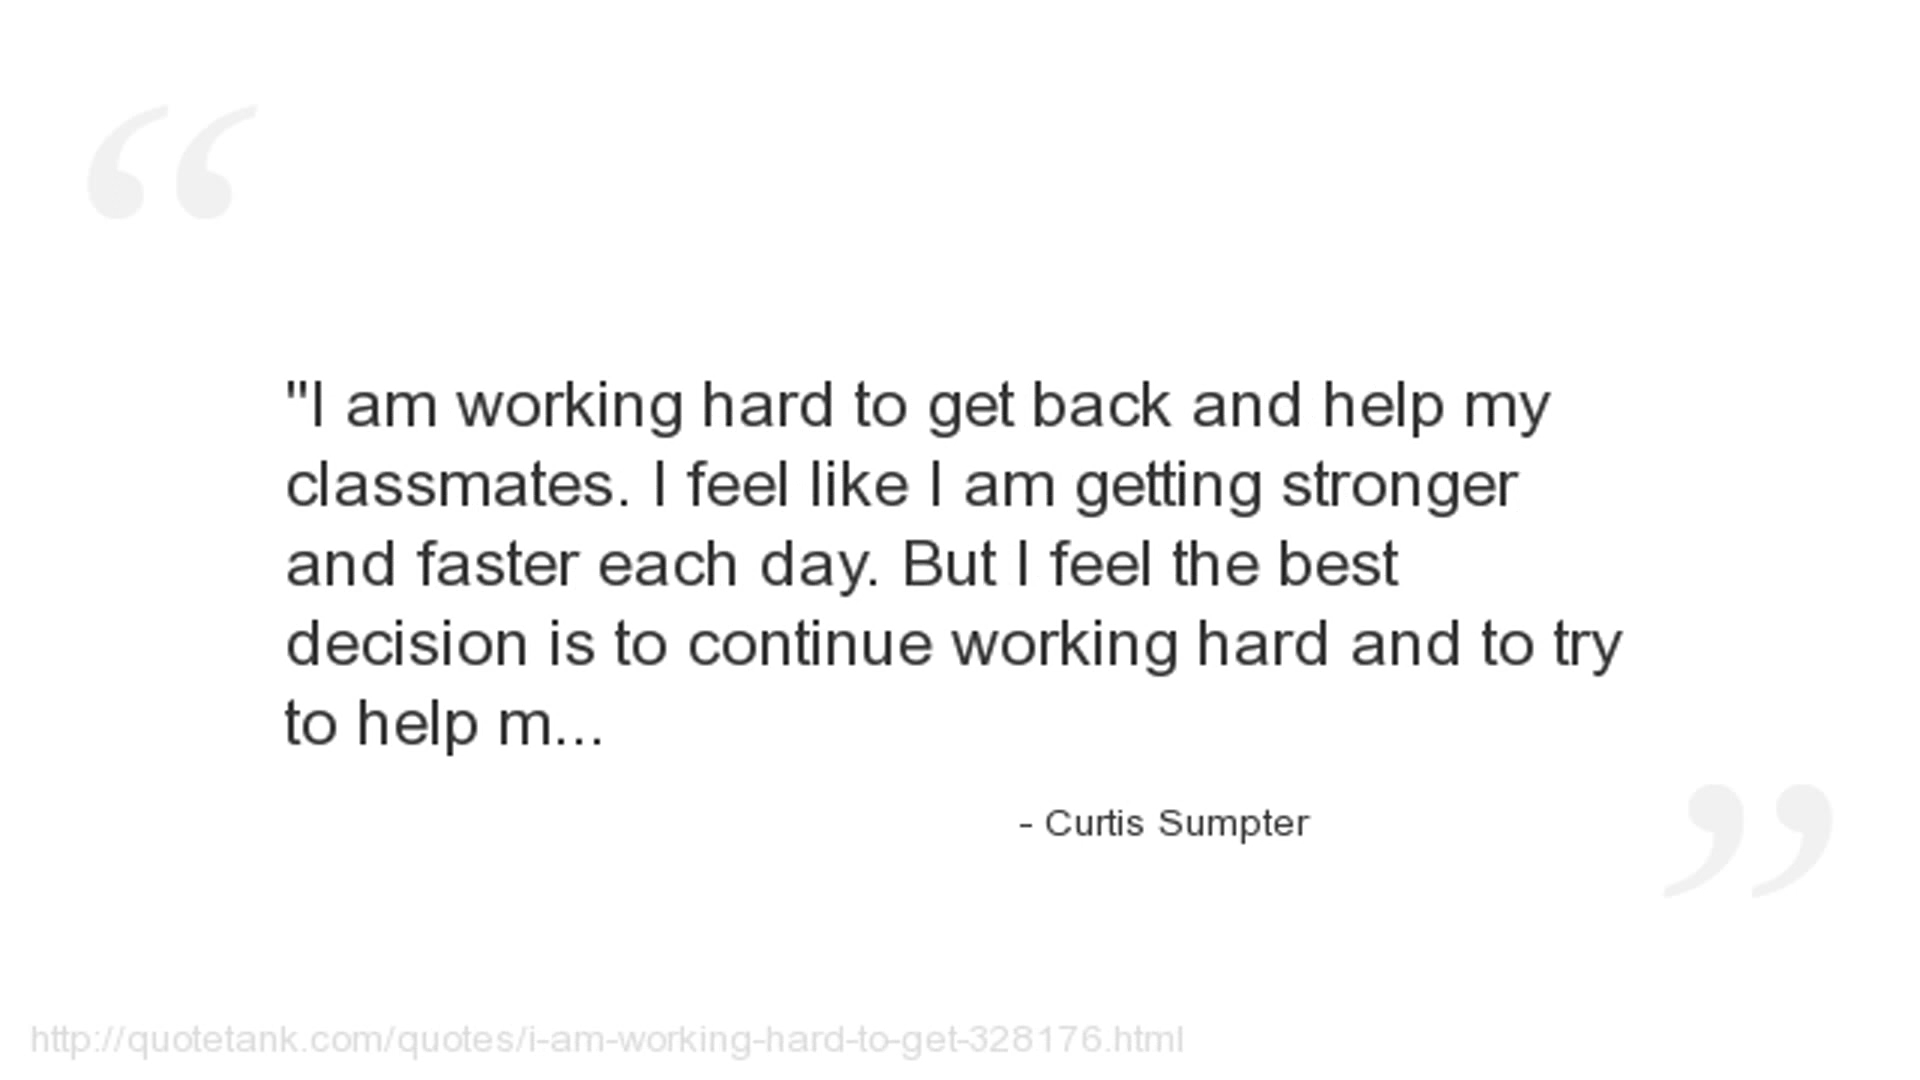 "I am working hard to get back and help my
classmates. I feel like I am getting stronger
and faster each day. But I feel the best
decision is to continue working hard and to try
to help m...
- Curtis Sumpter
http://quotetank.com/quotes/i-am-working-hard-to-get-328176.html